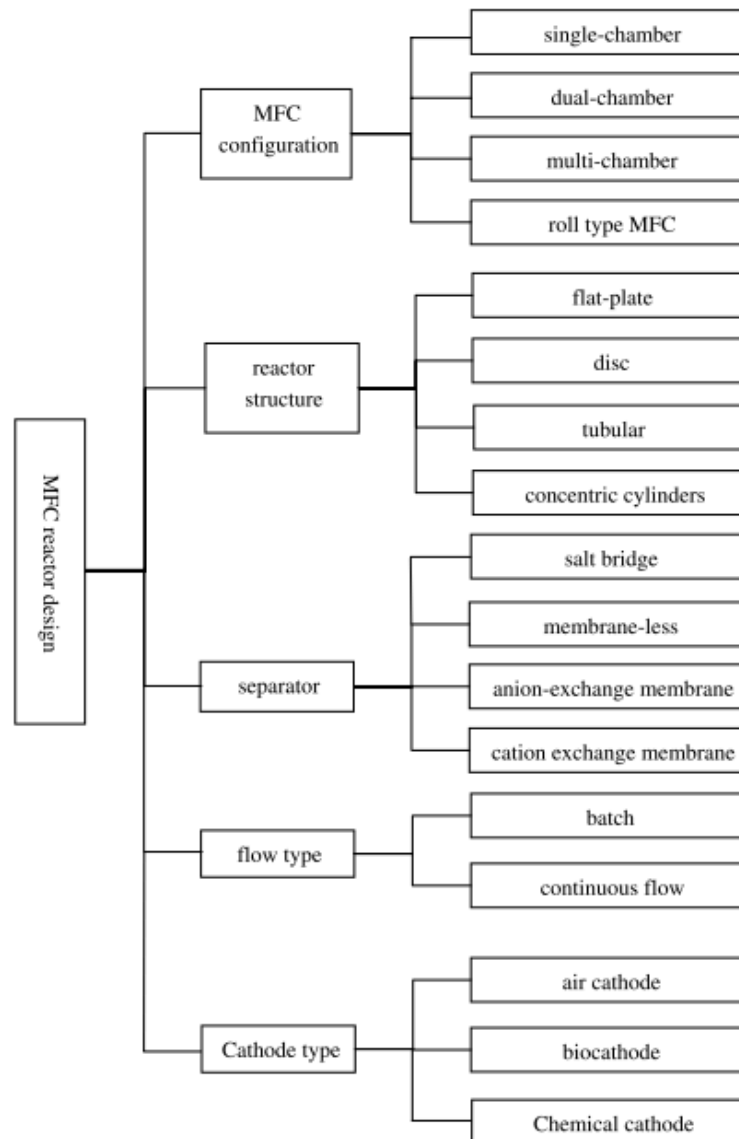 MFC reactor design
MFC
configuration
single-chamber
dual-chamber
multi-chamber
roll type MFC
reactor
structure
flat-plate
disc
tubular
concentric cylinders
separator
salt bridge
membrane-less
anion-exchange membrane
cation exchange membrane
flow type
batch
continuous flow
Cathode type
air cathode
biocathode
Chemical cathode